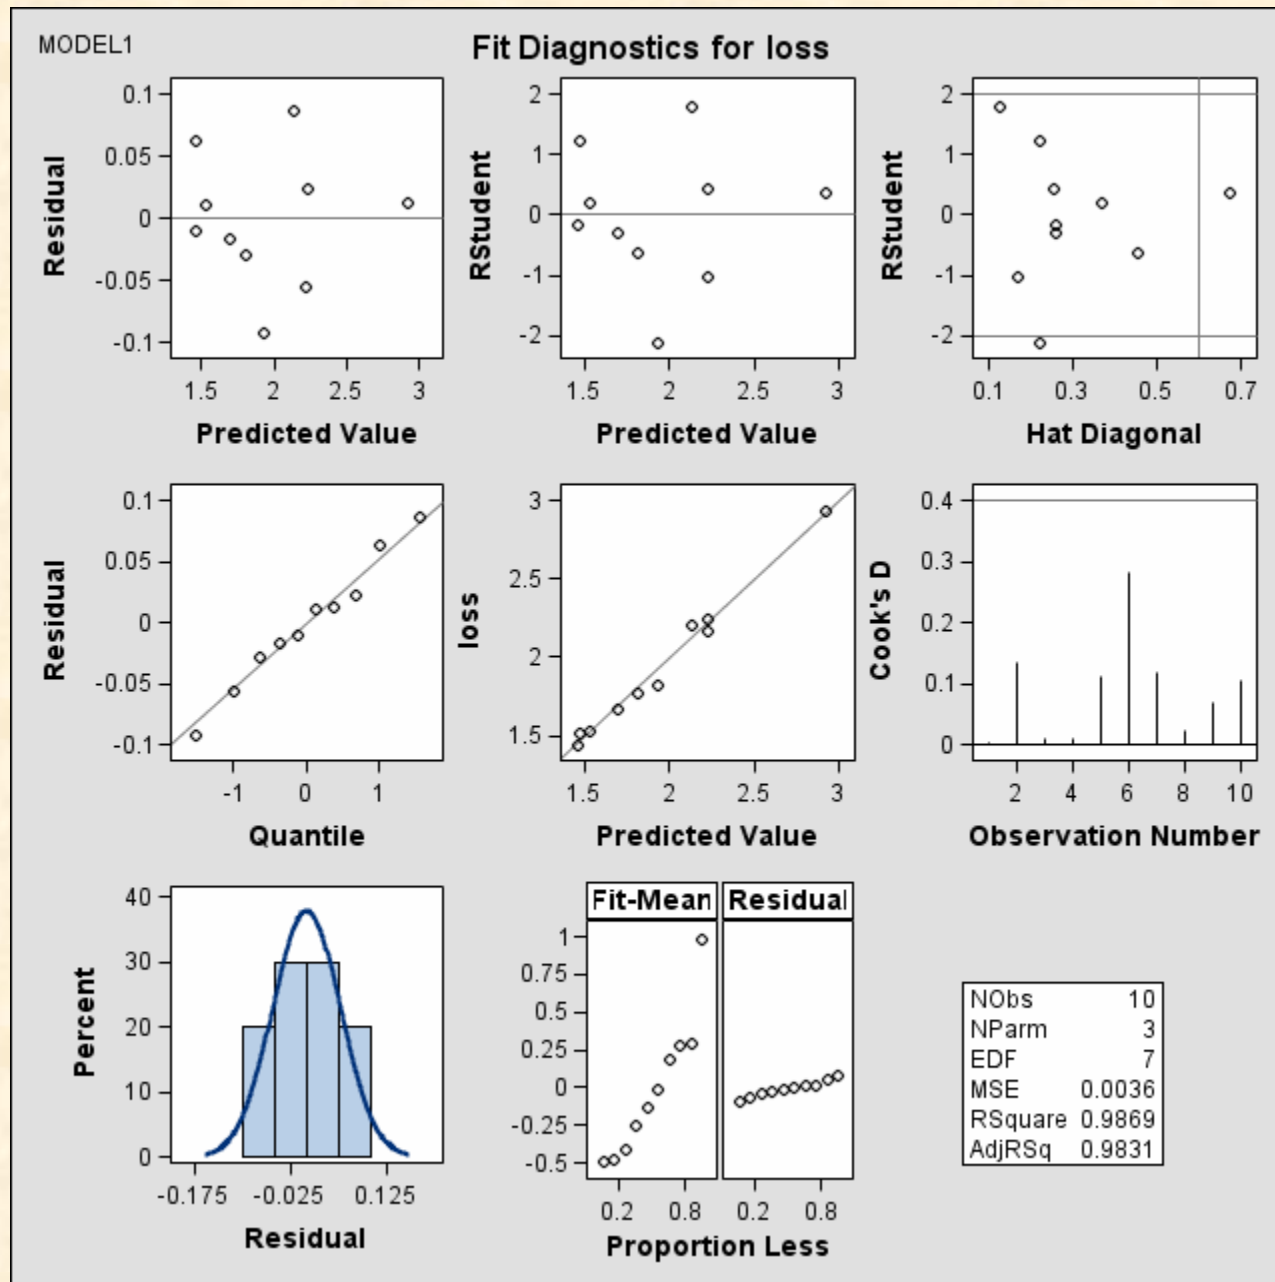 MODEL1
Fit Diagnostics for loss
Residual
0.1
0.05
0
-0.05
-0.1
1.5 2 2.5 3
Predicted Value
RStudent
2
1
0
-1
-2
1.5 2 2.5 3
Predicted Value
RStudent
2
1
0
-1
-2
0.1 0.3 0.5 0.7
Hat Diagonal
Residual
0.1
0.05
0
-0.05
-0.1
-1 0 1
Quantile
loss
3
2.5
2
1.5
1.5 2 2.5 3
Predicted Value
Cook's D
0.4
0.3
0.2
0.1
0
2 4 6 8 10
Observation Number
Percent
40
30
20
10
0
-0.175 -0.025 0.125
Residual
Fit-Mean Residual
1
0.75
0.5
0.25
0
-0.25
-0.5
0.2 0.8 0.2 0.8
Proportion Less
NObs 10
NParm 3
EDF 7
MSE 0.0036
RSquare 0.9869
AdjRSq 0.9831